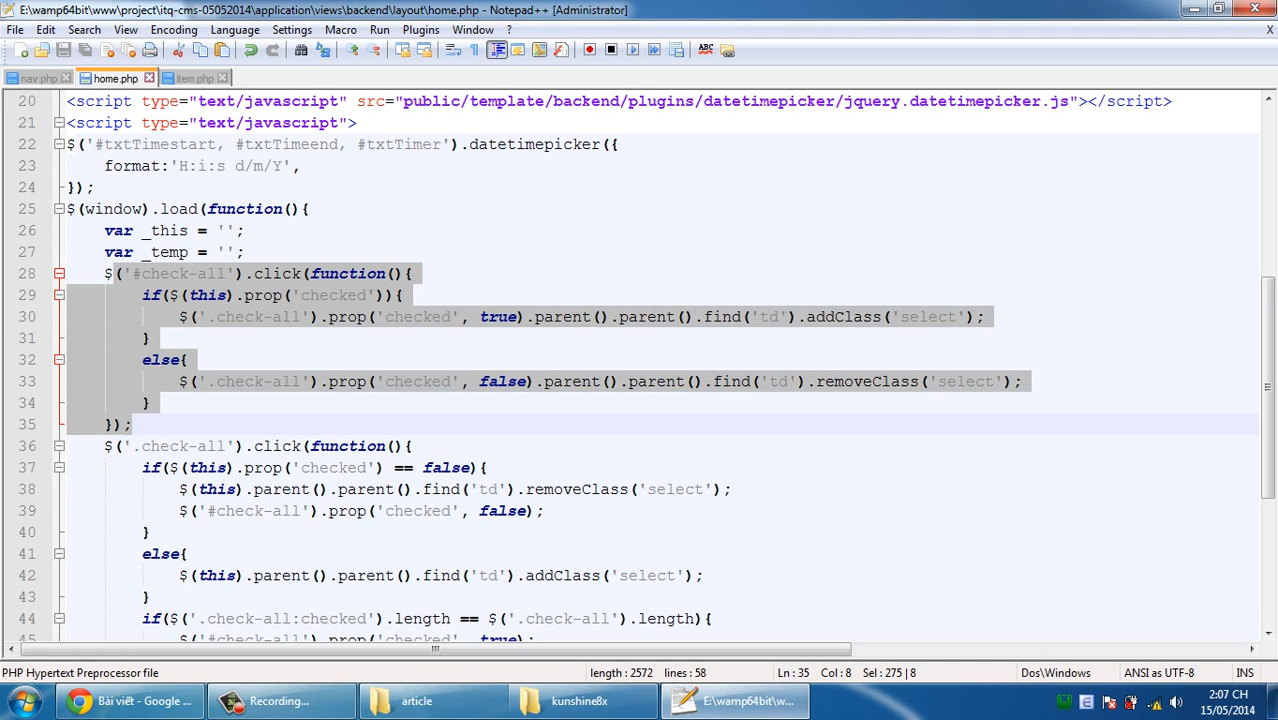 E:\wamp64bit\www\project\itq-cms-05052014\application\views\backend\layout\home.php - Notepad++ [Administrator]
File Edit Search View Encoding Language Settings Macro Run Plugins Window ? X
nav.php home.php item.php
20 <script type="text/javascript" src="public/template/backend/plugins/datetimepicker/jquery.datetimepicker.js"></script>
21 <script type="text/javascript">
22 $('#txtTimestart, #txtTimeend, #txtTimer').datetimepicker({
23 format:'H:i:s d/m/Y',
24 });
25 $(window).load(function(){
26 var _this = '';
27 var _temp = '';
28 $('#check-all').click(function(){
29 if($(this).prop('checked')){
30 $('.check-all').prop('checked', true).parent().parent().find('td').addClass('select');
31 }
32 else{
33 $('.check-all').prop('checked', false).parent().parent().find('td').removeClass('select');
34 }
35 });
36 $('.check-all').click(function(){
37 if($(this).prop('checked') == false){
38 $(this).parent().parent().find('td').removeClass('select');
39 $('#check-all').prop('checked', false);
40 }
41 else{
42 $(this).parent().parent().find('td').addClass('select');
43 }
44 if($('.check-all:checked').length == $('.check-all').length){
45 $('#check-all').prop('checked', true);
PHP Hypertext Preprocessor file length : 2572 lines : 58 Ln : 35 Col : 8 Sel : 275 | 8 Dos\Windows ANSI as UTF-8 INS
Bài viết - Google ... Recording... article kunshine8x E:\wamp64bit\w... 2:07 CH
15/05/2014